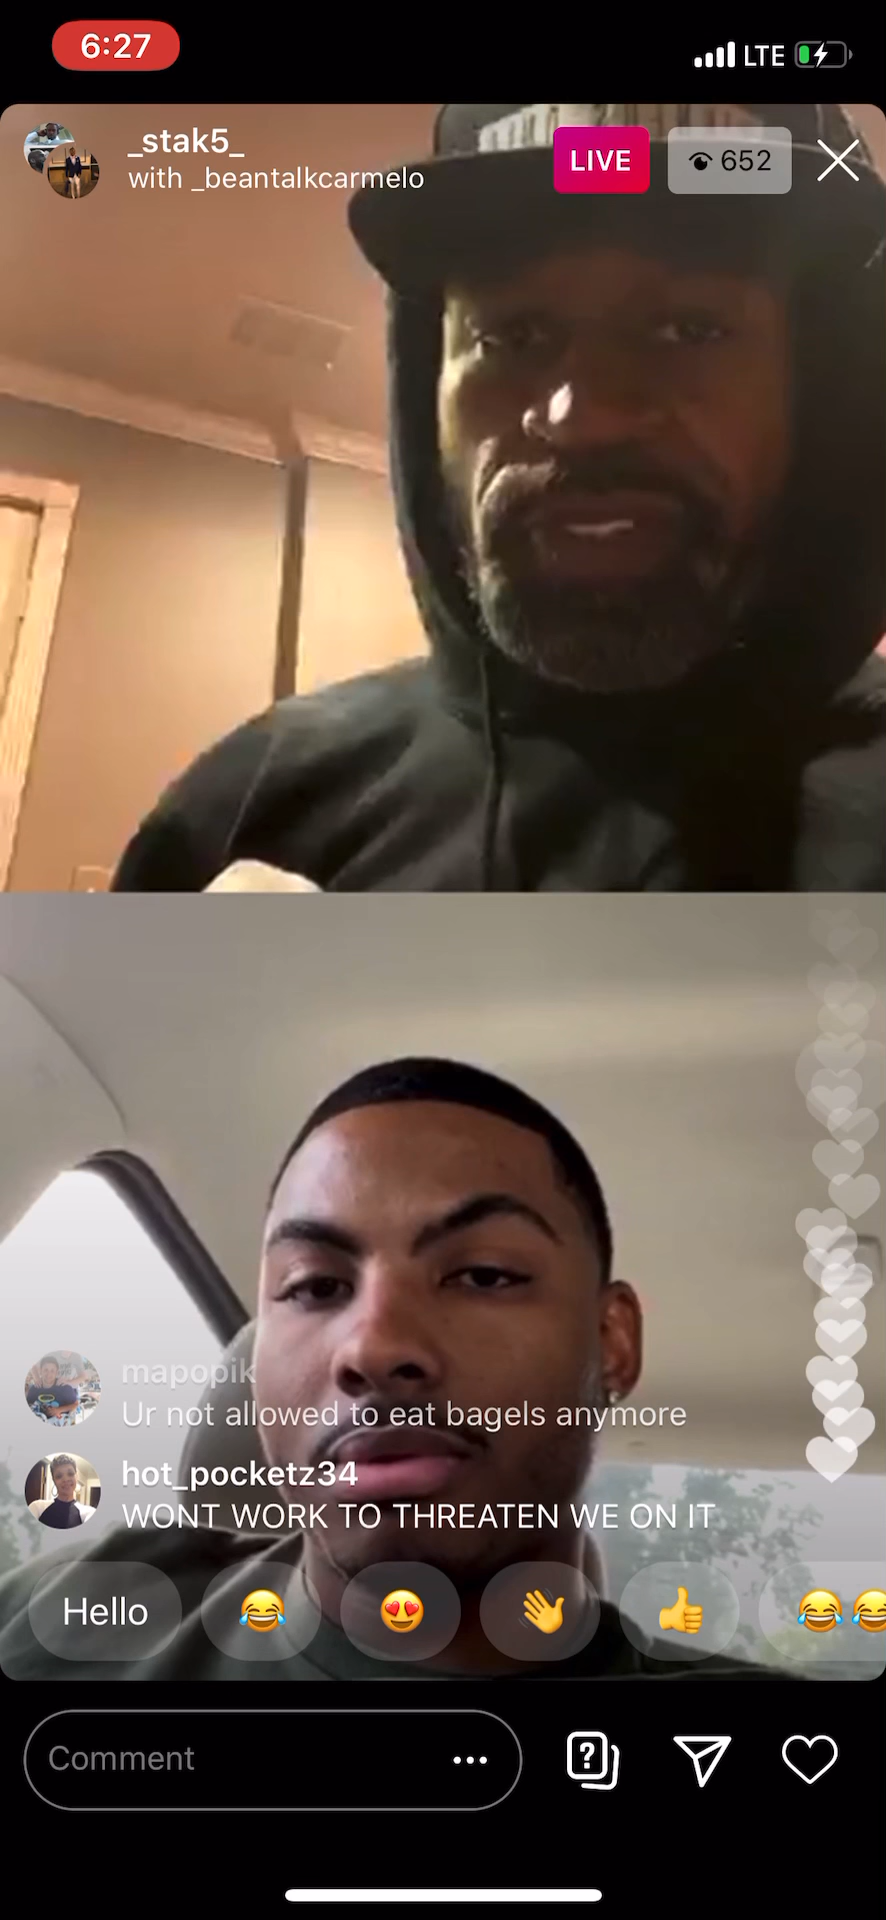 6:27
LTE
_stak5_
with _beantalkcarmelo
LIVE
652
mapopik
Ur not allowed to eat bagels anymore
hot_pocketz34
WONT WORK TO THREATEN WE ON IT
Hello
Comment